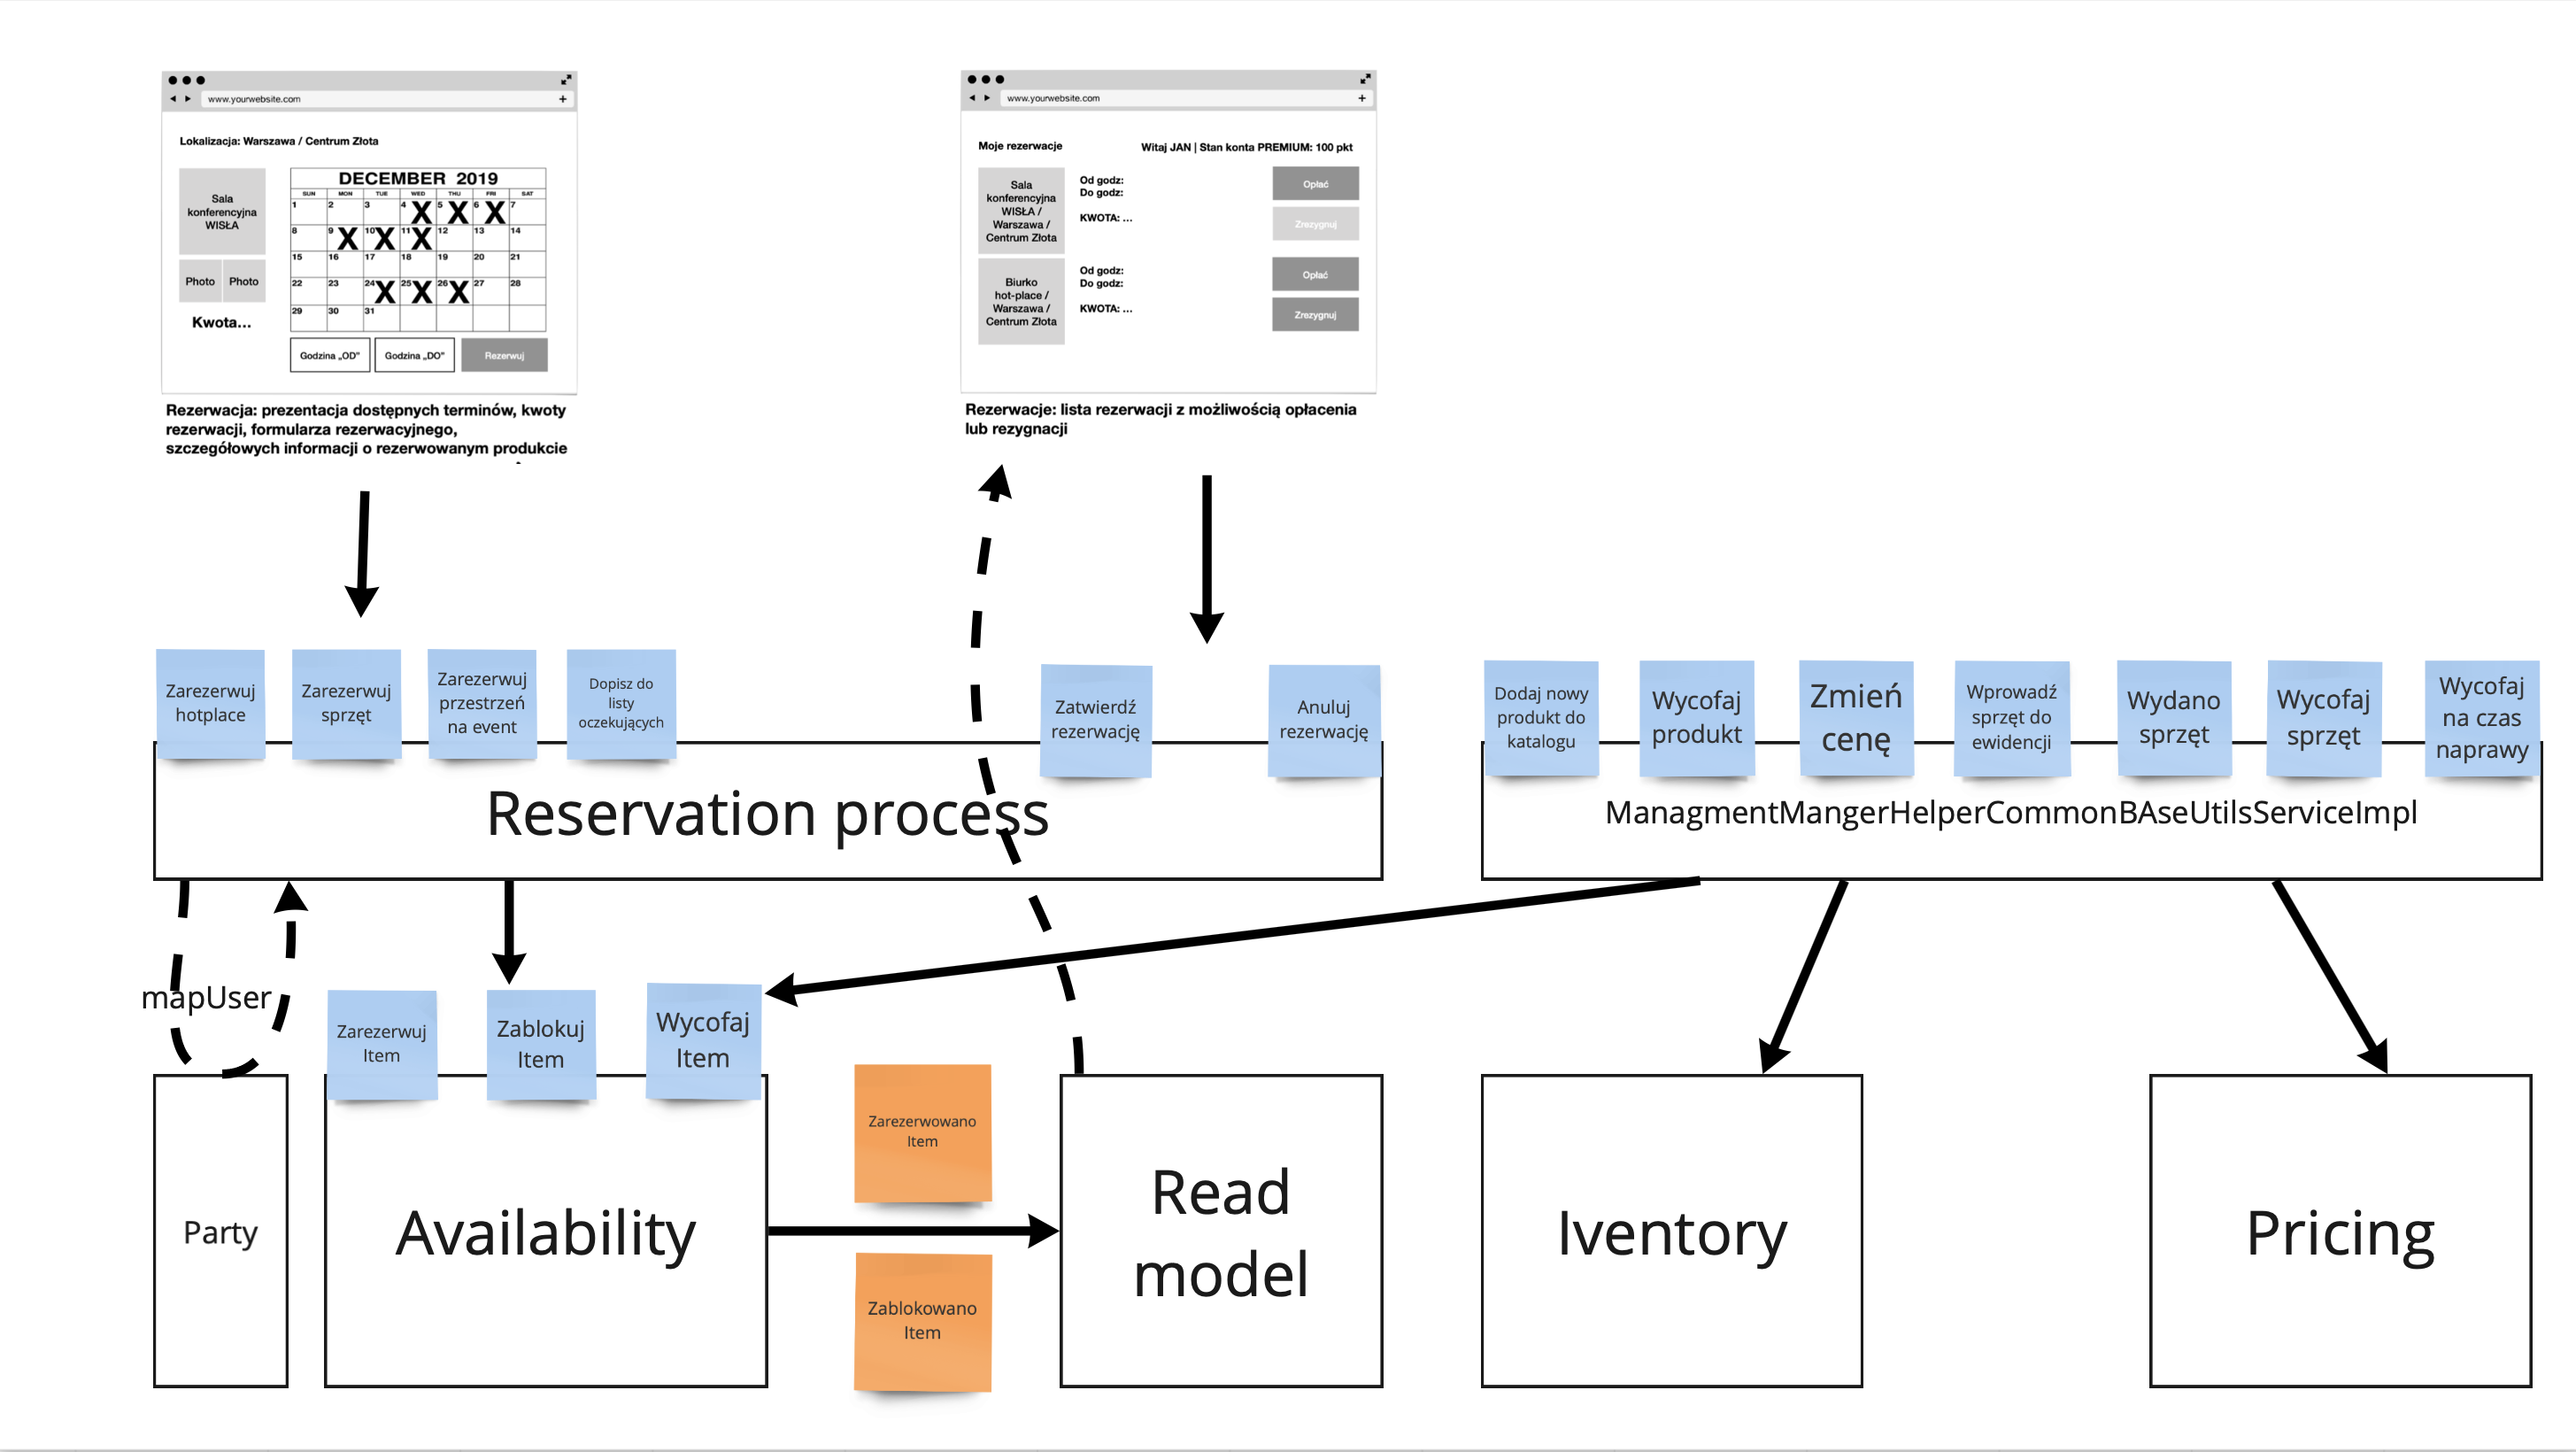 www.yourwebsite.com
+
Lokalizacja: Warszawa / Centrum Złota
Sala
konferencyjna
WISŁA
Photo
Photo
Kwota...
DECEMBER 2019
SUN MON TUE WED THU FRI SAT
1 2 3 4 X 5 X 6 X 7
8 9 X 10 X 11 X 12 13 14
15 16 17 18 19 20 21
22 23 24 X 25 X 26 X 27 28
29 30 31
Godzina „OD”
Godzina „DO”
Rezerwuj
Rezerwacja: prezentacja dostępnych terminów, kwoty
rezerwacji, formularza rezerwacyjnego,
szczegółowych informacji o rezerwowanym produkcie
www.yourwebsite.com
+
Moje rezerwacje
Witaj JAN | Stan konta PREMIUM: 100 pkt
Sala
konferencyjna
WISŁA /
Warszawa /
Centrum Złota
Od godz:
Do godz:
KWOTA: ...
Opłać
Zrezygnuj
Biurko
hot-place /
Warszawa /
Centrum Złota
Od godz:
Do godz:
KWOTA: ...
Opłać
Zrezygnuj
Rezerwacje: lista rezerwacji z możliwością opłacenia
lub rezygnacji
Zarezerwuj
hotplace
Zarezerwuj
sprzęt
Zarezerwuj
przestrzeń
na event
Dopisz do
listy
oczekujących
Zatwierdź
rezerwację
Anuluj
rezerwację
Reservation process
Dodaj nowy
produkt do
katalogu
Wycofaj
produkt
Zmień
cenę
Wprowadź
sprzęt do
ewidencji
Wydano
sprzęt
Wycofaj
sprzęt
Wycofaj
na czas
naprawy
ManagmentMangerHelperCommonBAseUtilsServiceImpl
mapUser
Zarezerwuj
Item
Zablokuj
Item
Wycofaj
Item
Party
Availability
Zarezerwowano
Item
Zablokowano
Item
Read
model
Iventory
Pricing